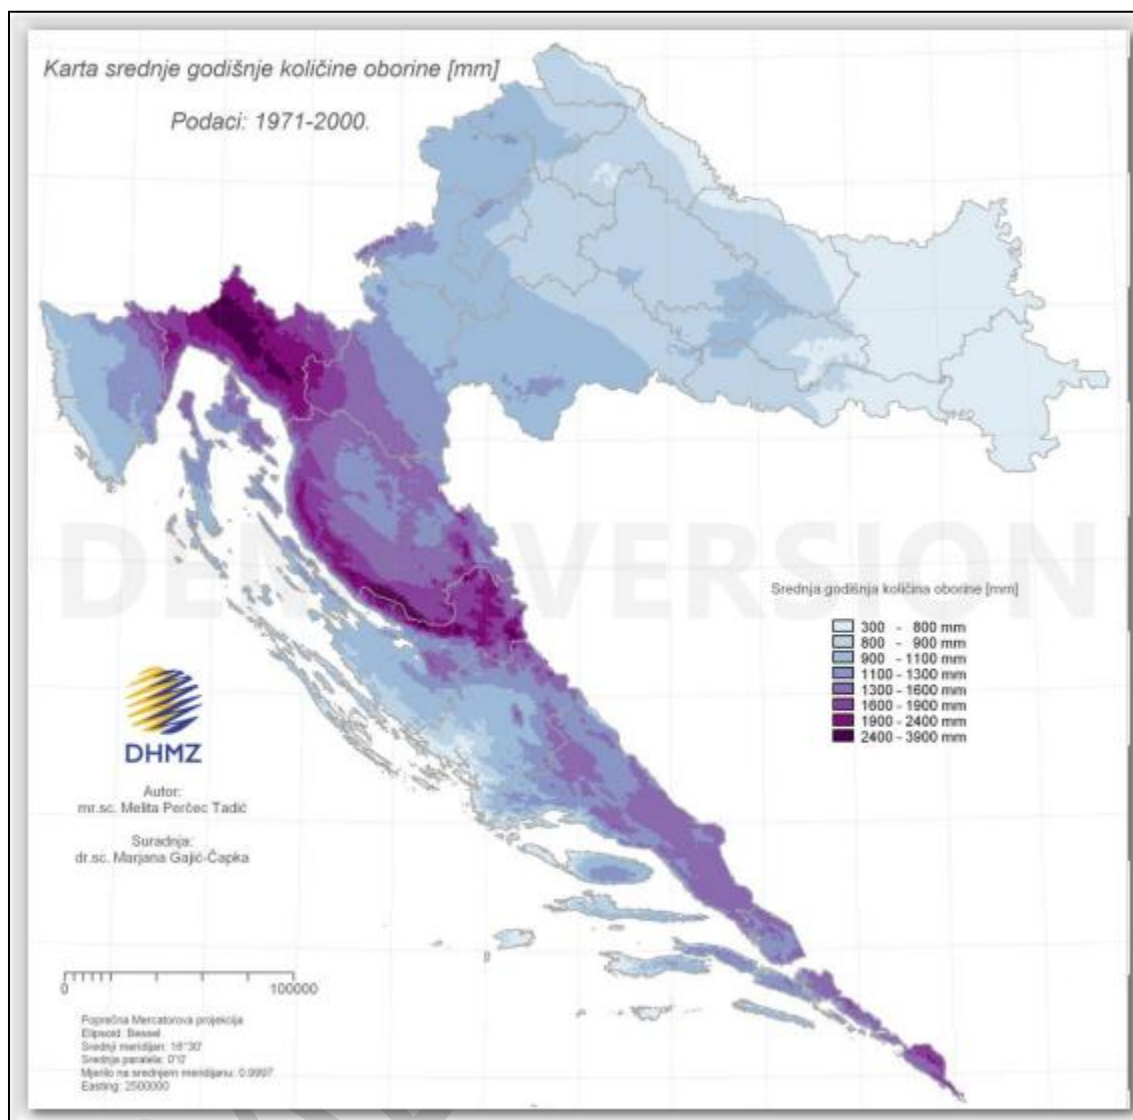 Karta srednje godišnje količine oborine [mm]
Podaci: 1971-2000.
DEMO VERSION
Srednja godišnja količina oborine [mm]
300 - 800 mm
800 - 900 mm
900 - 1100 mm
1100 - 1300 mm
1300 - 1600 mm
1600 - 1900 mm
1900 - 2400 mm
2400 - 3900 mm
DHMZ
Autor:
mr.sc. Melita Perčec Tadić
Suradnja:
dr.sc. Marjana Gajić-Čapka
0 100000
Poprečna Mercatorova projekcija
Elipsoid: Bessel
Srednji meridijan: 16°30'
Srednja paralela: 0°0'
Mjerilo na srednjem meridijanu: 0.9997
Easting: 2500000